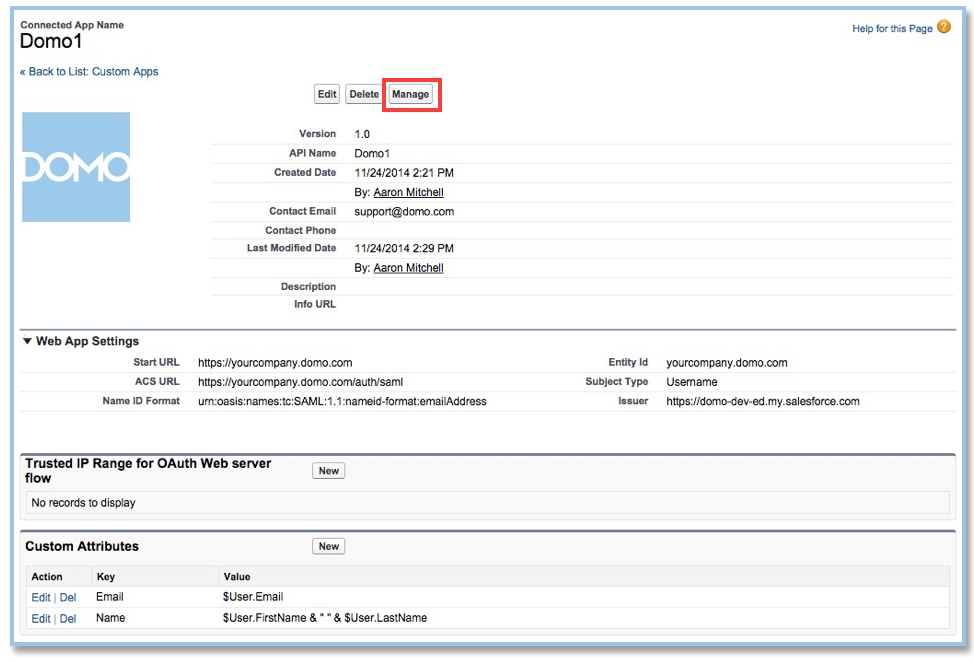 Connected App Name
Domo1
Help for this Page ?
« Back to List: Custom Apps
Edit Delete Manage
DOMO
Version 1.0
API Name Domo1
Created Date 11/24/2014 2:21 PM
By: Aaron Mitchell
Contact Email support@domo.com
Contact Phone
Last Modified Date 11/24/2014 2:29 PM
By: Aaron Mitchell
Description
Info URL
Web App Settings
Start URL https://yourcompany.domo.com Entity Id yourcompany.domo.com
ACS URL https://yourcompany.domo.com/auth/saml Subject Type Username
Name ID Format urn:oasis:names:tc:SAML:1.1:nameid-format:emailAddress Issuer https://domo-dev-ed.my.salesforce.com
Trusted IP Range for OAuth Web server
flow
New
No records to display
Custom Attributes New
Action Key Value
Edit | Del Email $User.Email
Edit | Del Name $User.FirstName & " " & $User.LastName